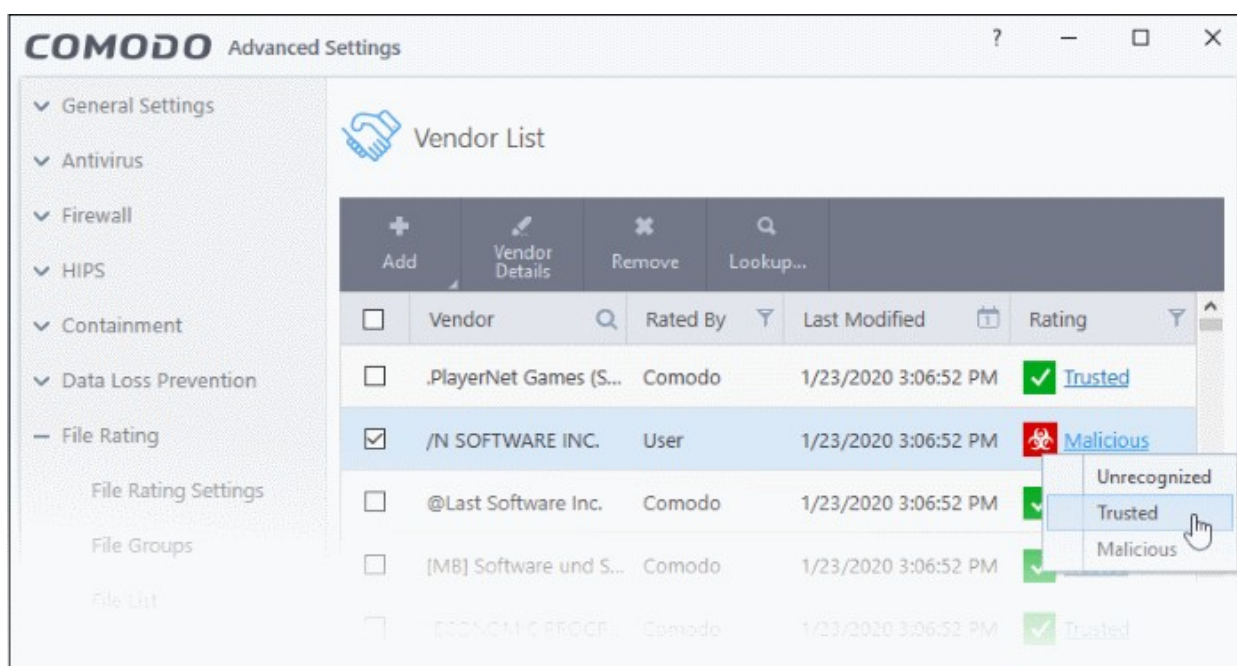 COMODO Advanced Settings ?
General Settings
Antivirus
Firewall
HIPS
Containment
Data Loss Prevention
File Rating
File Rating Settings
File Groups
File List
Vendor List
Add
Vendor
Details
Remove
Lookup...
Vendor Rated By Last Modified 1 Rating
.PlayerNet Games (S... Comodo 1/23/2020 3:06:52 PM Trusted
/N SOFTWARE INC. User 1/23/2020 3:06:52 PM Malicious
@Last Software Inc. Comodo 1/23/2020 3:06:52 PM
[MB] Software und S... Comodo 1/23/2020 3:06:52 PM
Comodo 1/23/2020 3:06:52 PM Trusted
Unrecognized
Trusted
Malicious